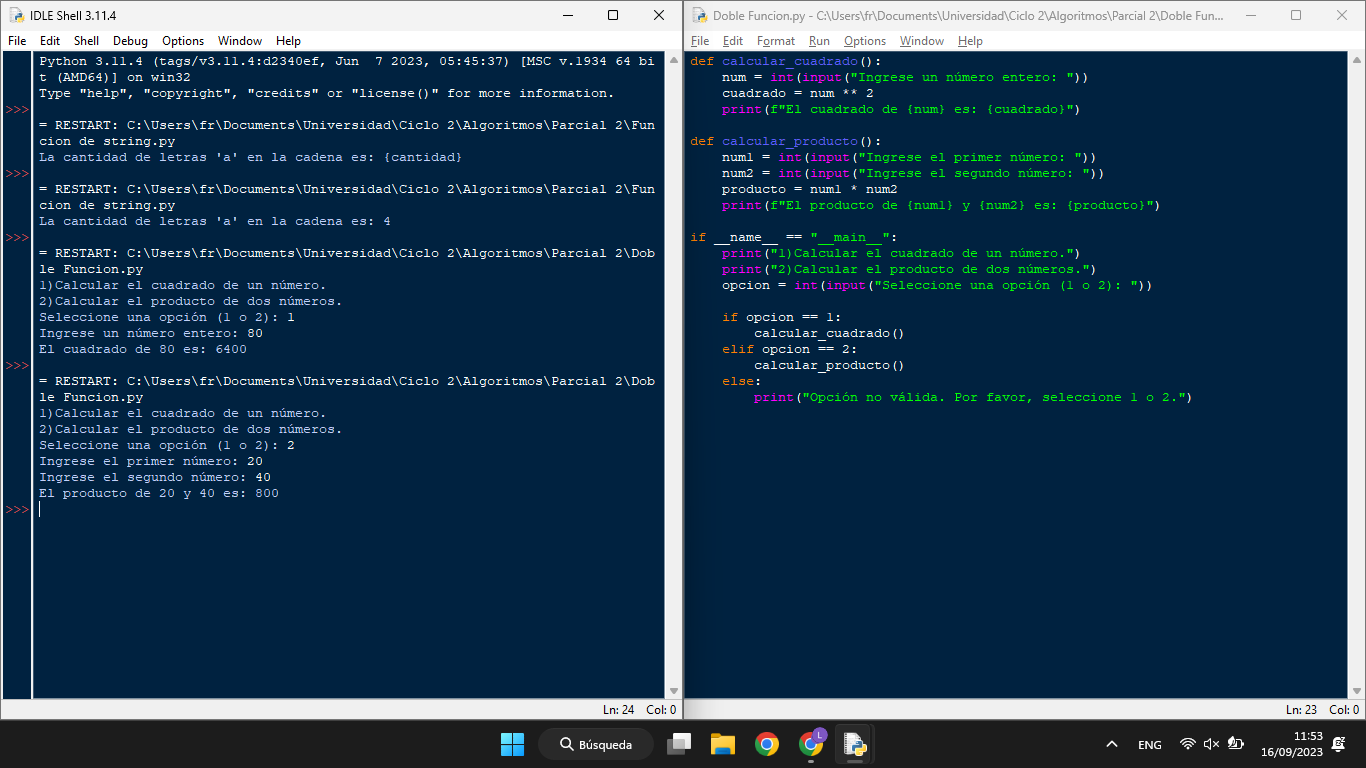 IDLE Shell 3.11.4
File Edit Shell Debug Options Window Help
Python 3.11.4 (tags/v3.11.4:d2340ef, Jun  7 2023, 05:45:37) [MSC v.1934 64 bi
t (AMD64)] on win32
Type "help", "copyright", "credits" or "license()" for more information.
>>>
= RESTART: C:\Users\fr\Documents\Universidad\Ciclo 2\Algoritmos\Parcial 2\Fun
cion de string.py
La cantidad de letras 'a' en la cadena es: {cantidad}
>>>
= RESTART: C:\Users\fr\Documents\Universidad\Ciclo 2\Algoritmos\Parcial 2\Fun
cion de string.py
La cantidad de letras 'a' en la cadena es: 4
>>>
= RESTART: C:\Users\fr\Documents\Universidad\Ciclo 2\Algoritmos\Parcial 2\Dob
le Funcion.py
1)Calcular el cuadrado de un número.
2)Calcular el producto de dos números.
Seleccione una opción (1 o 2): 1
Ingrese un número entero: 80
El cuadrado de 80 es: 6400
>>>
= RESTART: C:\Users\fr\Documents\Universidad\Ciclo 2\Algoritmos\Parcial 2\Dob
le Funcion.py
1)Calcular el cuadrado de un número.
2)Calcular el producto de dos números.
Seleccione una opción (1 o 2): 2
Ingrese el primer número: 20
Ingrese el segundo número: 40
El producto de 20 y 40 es: 800
>>>
Ln: 24 Col: 0
Doble Funcion.py - C:\Users\fr\Documents\Universidad\Ciclo 2\Algoritmos\Parcial 2\Doble Fun...
File Edit Format Run Options Window Help
def calcular_cuadrado():
    num = int(input("Ingrese un número entero: "))
    cuadrado = num ** 2
    print(f"El cuadrado de {num} es: {cuadrado}")
def calcular_producto():
    num1 = int(input("Ingrese el primer número: "))
    num2 = int(input("Ingrese el segundo número: "))
    producto = num1 * num2
    print(f"El producto de {num1} y {num2} es: {producto}")
if __name__ == "__main__":
    print("1)Calcular el cuadrado de un número.")
    print("2)Calcular el producto de dos números.")
    opcion = int(input("Seleccione una opción (1 o 2): "))
    if opcion == 1:
        calcular_cuadrado()
    elif opcion == 2:
        calcular_producto()
    else:
        print("Opción no válida. Por favor, seleccione 1 o 2.")
Ln: 23 Col: 0
Búsqueda
L
ENG
11:53
16/09/2023